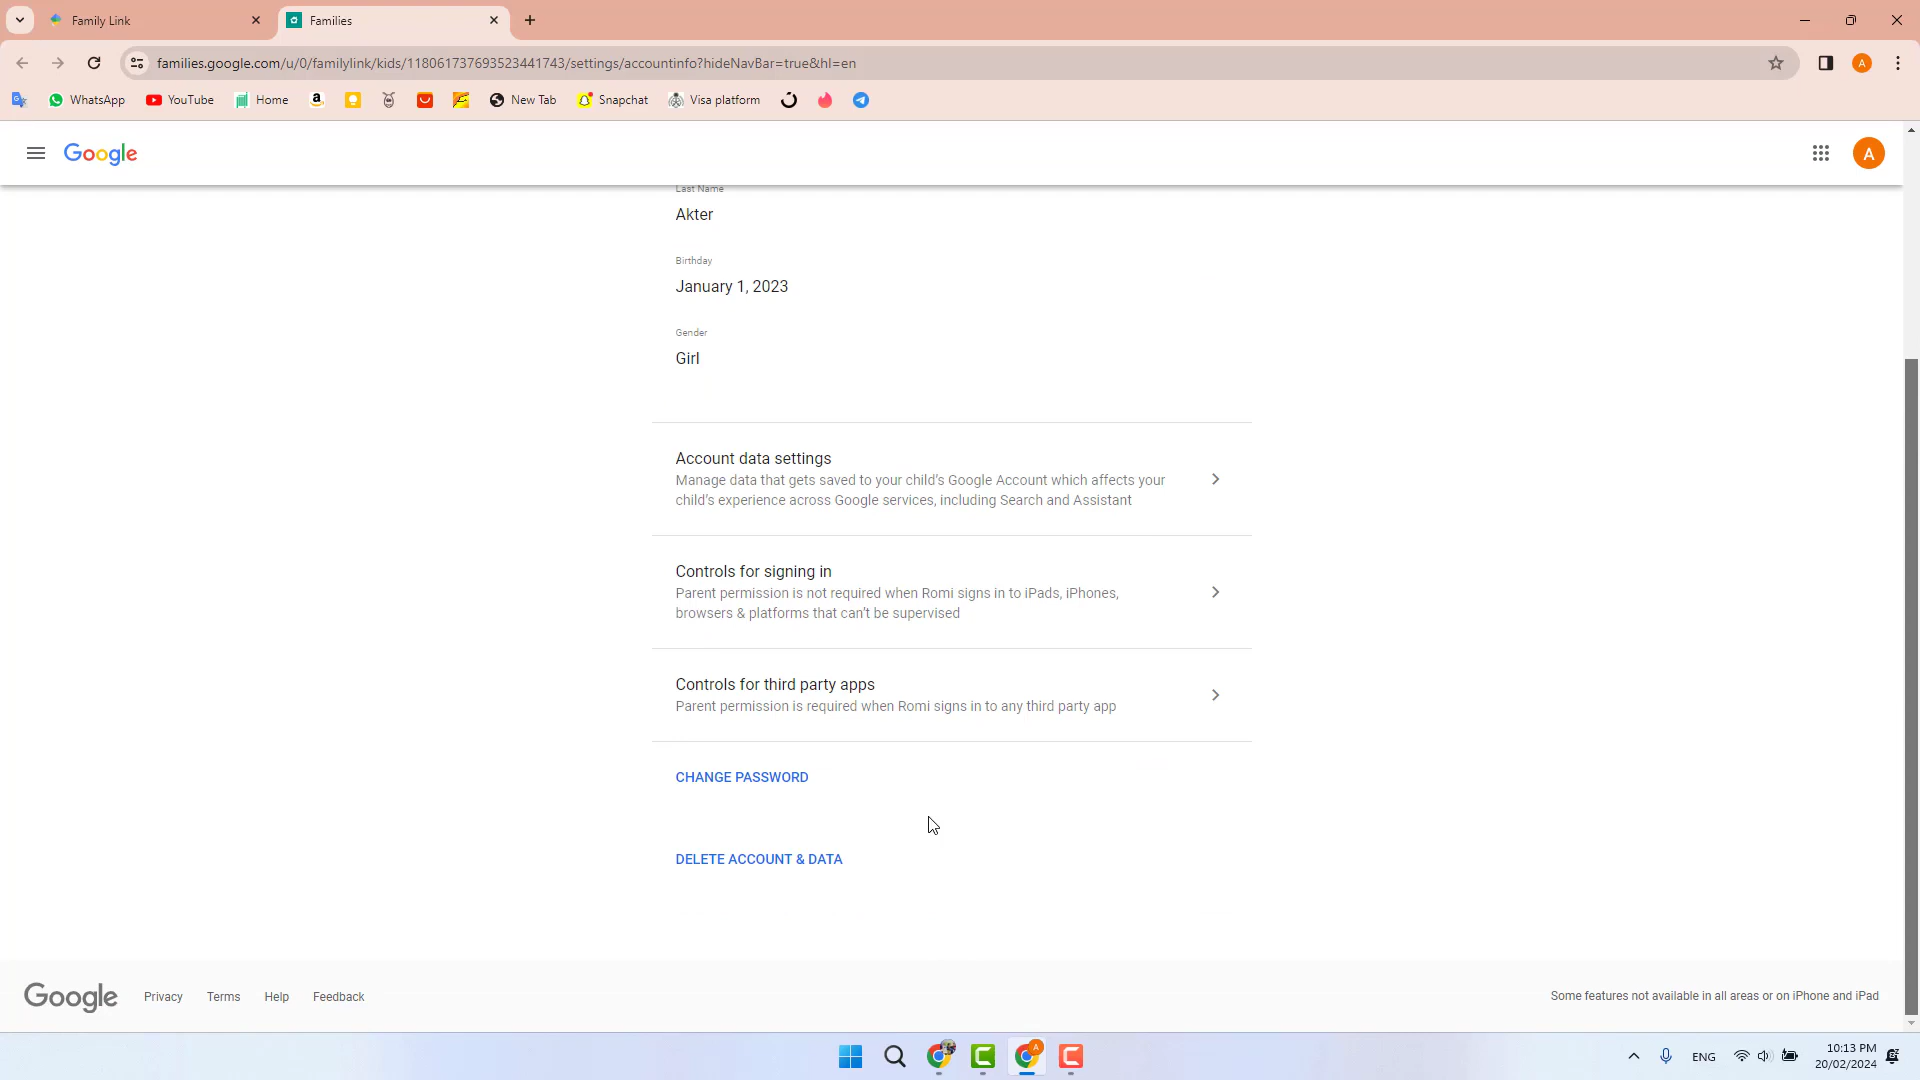 Family Link
Families
families.google.com/u/0/familylink/kids/118061737693523441743/settings/accountinfo?hideNavBar=true&hl=en
A
WhatsApp
YouTube
Home
New Tab
Snapchat
Visa platform
Google
A
Last Name
Akter
Birthday
January 1, 2023
Gender
Girl
Account data settings
Manage data that gets saved to your child's Google Account which affects your
child's experience across Google services, including Search and Assistant
Controls for signing in
Parent permission is not required when Romi signs in to iPads, iPhones,
browsers & platforms that can't be supervised
Controls for third party apps
Parent permission is required when Romi signs in to any third party app
CHANGE PASSWORD
DELETE ACCOUNT & DATA
Google
Privacy
Terms
Help
Feedback
Some features not available in all areas or on iPhone and iPad
ENG
10:13 PM
20/02/2024